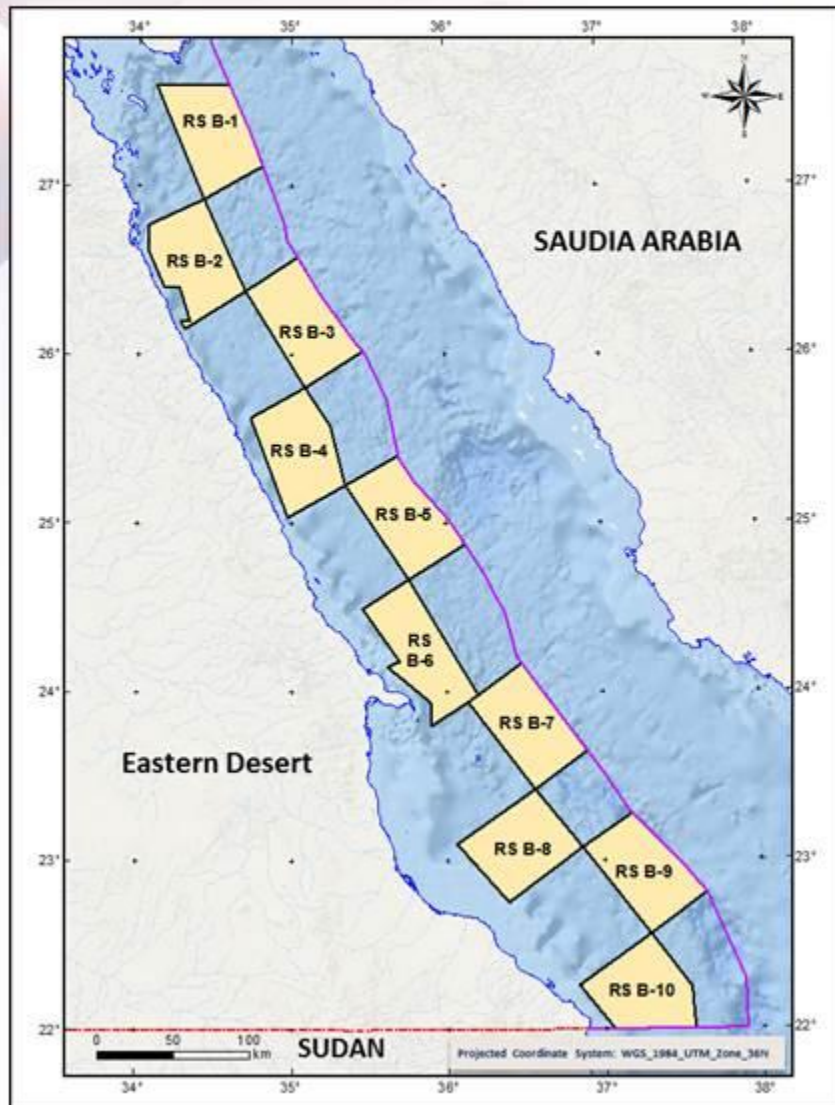 34° 35° 36° 37° 38°
N
W E
S
RS B-1
27° 27°
SAUDIA ARABIA
RS B-2
RS B-3
26° 26°
RS B-4
25° RS B-5 25°
RS
B-6
24° 24°
RS B-7
Eastern Desert
RS B-8
23° 23°
RS B-9
RS B-10
22° 22°
0 50 100
km
SUDAN
Projected Coordinate System: WGS_1984_UTM_Zone_36N
34° 35° 36° 37° 38°